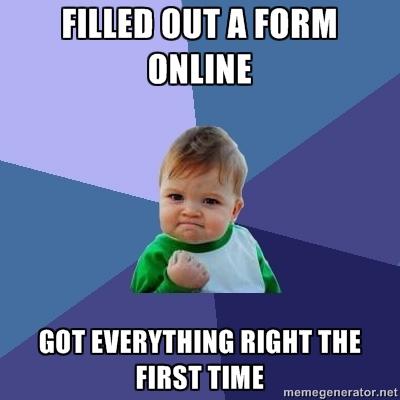 FILLED OUT A FORM
ONLINE
GOT EVERYTHING RIGHT THE
FIRST TIME
memegenerator.net